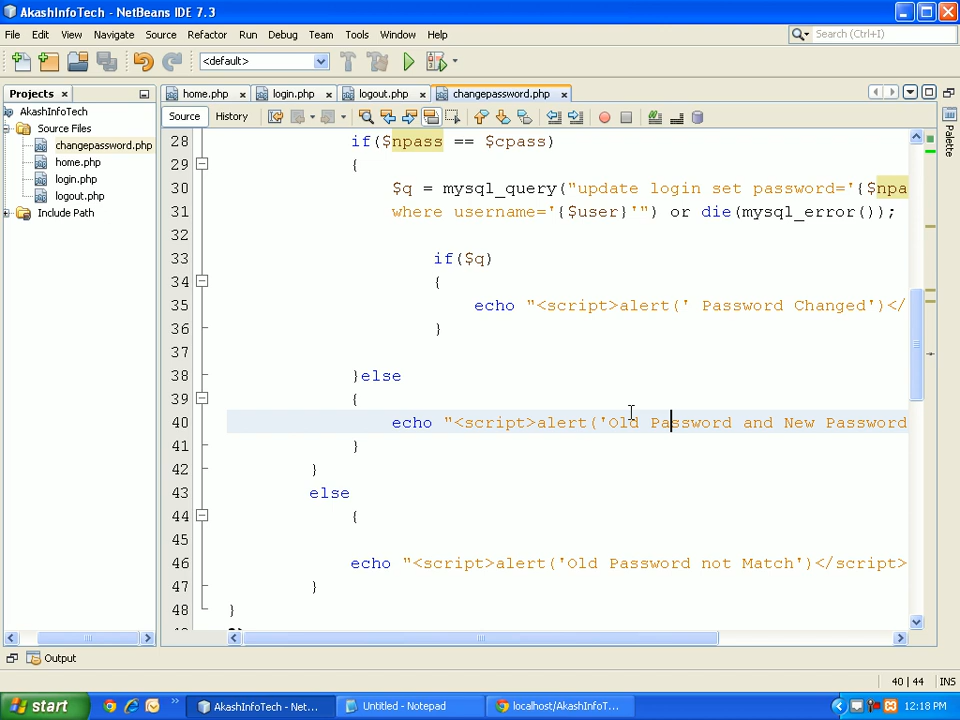 AkashInfoTech - NetBeans IDE 7.3
File Edit View Navigate Source Refactor Run Debug Team Tools Window Help
Search (Ctrl+I)
<default>
Projects
home.php
login.php
logout.php
changepassword.php
AkashInfoTech
Source Files
changepassword.php
home.php
login.php
logout.php
Include Path
Source
History
Palette
28 if($npass == $cpass)
29 {
30 $q = mysql_query("update login set password='{$npa
31 where username='{$user}'") or die(mysql_error());
32
33 if($q)
34 {
35 echo "<script>alert(' Password Changed')</
36 }
37
38 }else
39 {
40 echo "<script>alert('Old Password and New Password
41 }
42 }
43 else
44 {
45
46 echo "<script>alert('Old Password not Match')</script>
47 }
48 }
Output
40 | 44 INS
start
AkashInfoTech - Net...
Untitled - Notepad
localhost/AkashInfoT...
12:18 PM